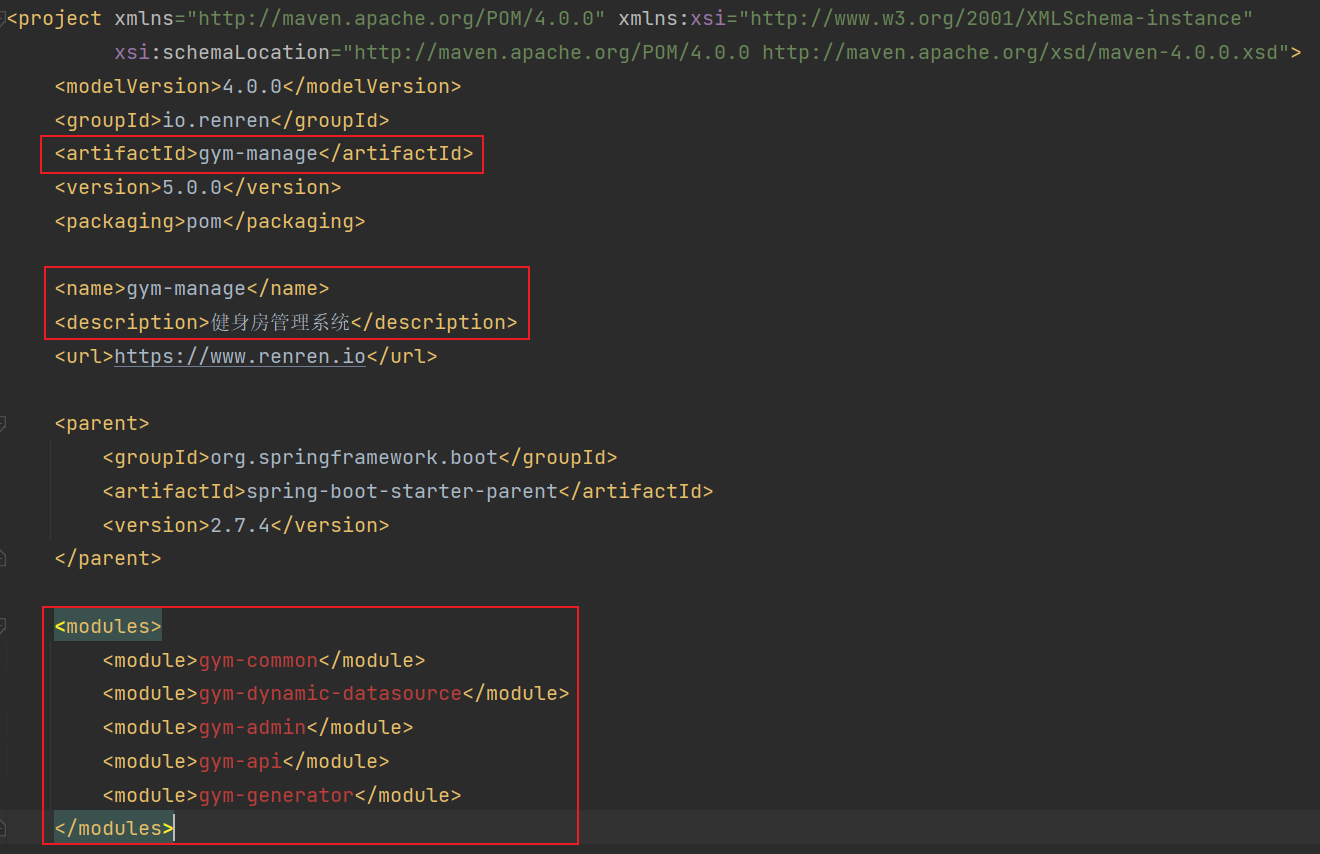 <project xmlns="http://maven.apache.org/POM/4.0.0" xmlns:xsi="http://www.w3.org/2001/XMLSchema-instance"
xsi:schemaLocation="http://maven.apache.org/POM/4.0.0 http://maven.apache.org/xsd/maven-4.0.0.xsd">
<modelVersion>4.0.0</modelVersion>
<groupId>io.renren</groupId>
<artifactId>gym-manage</artifactId>
<version>5.0.0</version>
<packaging>pom</packaging>
<name>gym-manage</name>
<description>健身房管理系统</description>
<url>https://www.renren.io</url>
<parent>
<groupId>org.springframework.boot</groupId>
<artifactId>spring-boot-starter-parent</artifactId>
<version>2.7.4</version>
</parent>
<modules>
<module>gym-common</module>
<module>gym-dynamic-datasource</module>
<module>gym-admin</module>
<module>gym-api</module>
<module>gym-generator</module>
</modules>